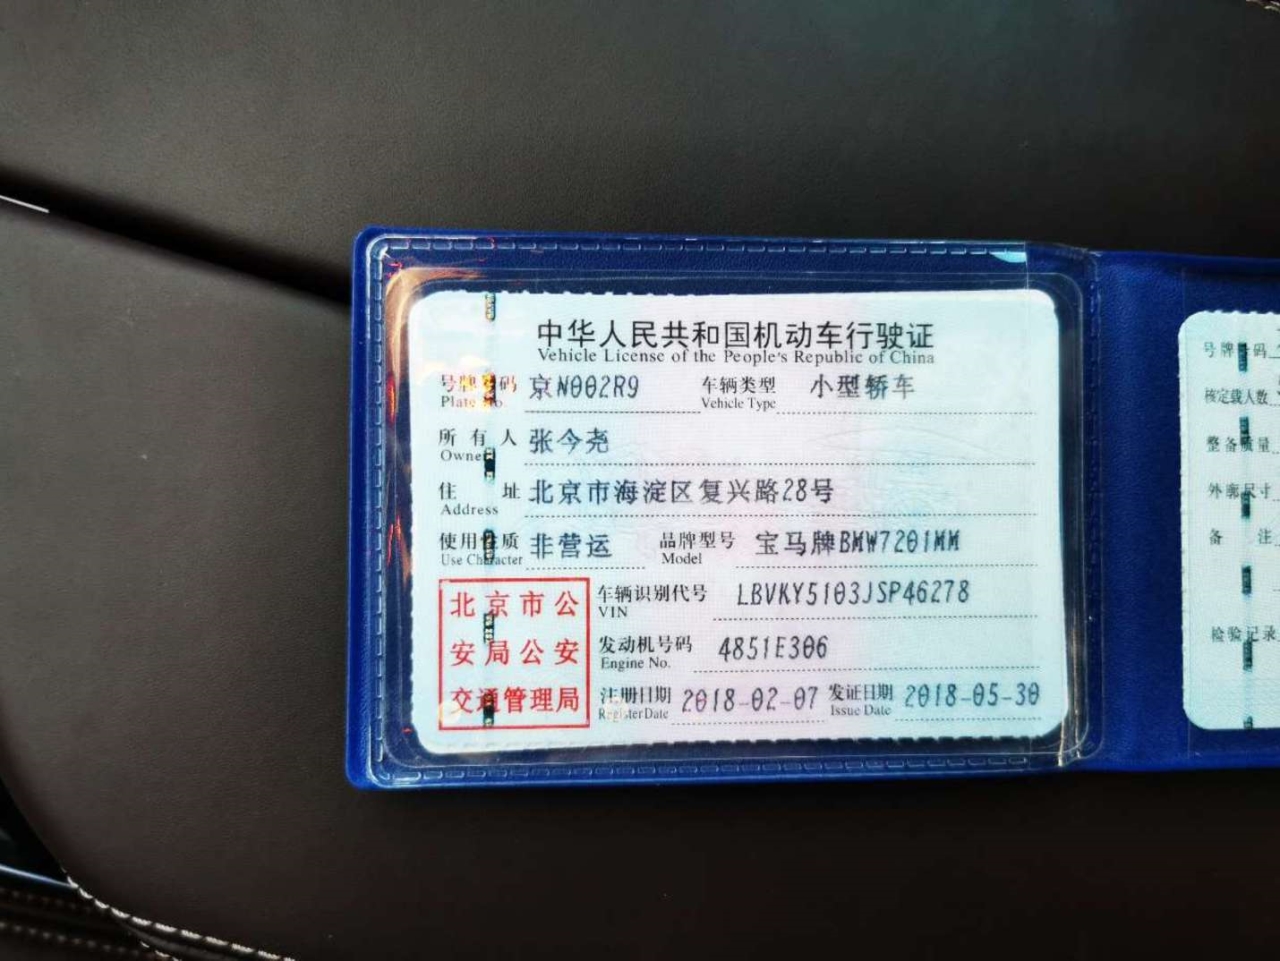 中华人民共和国机动车行驶证
Vehicle License of the People's Republic of China
号牌号码 京N002R9 车辆类型 小型轿车
Plate No. Vehicle Type
所有人 张今尧
Owner
住址 北京市海淀区复兴路28号
Address
使用性质 非营运 品牌型号 宝马牌BMW7201MM
Use Character Model
北京市公
安局公安
交通管理局
车辆识别代号 LBVKY5103JSP46278
VIN
发动机号码 4851E306
Engine No.
注册日期 2018-02-07 发证日期 2018-05-30
Register Date Issue Date
号牌号码
核定载人数
整备质量
外廓尺寸
备注
检验记录